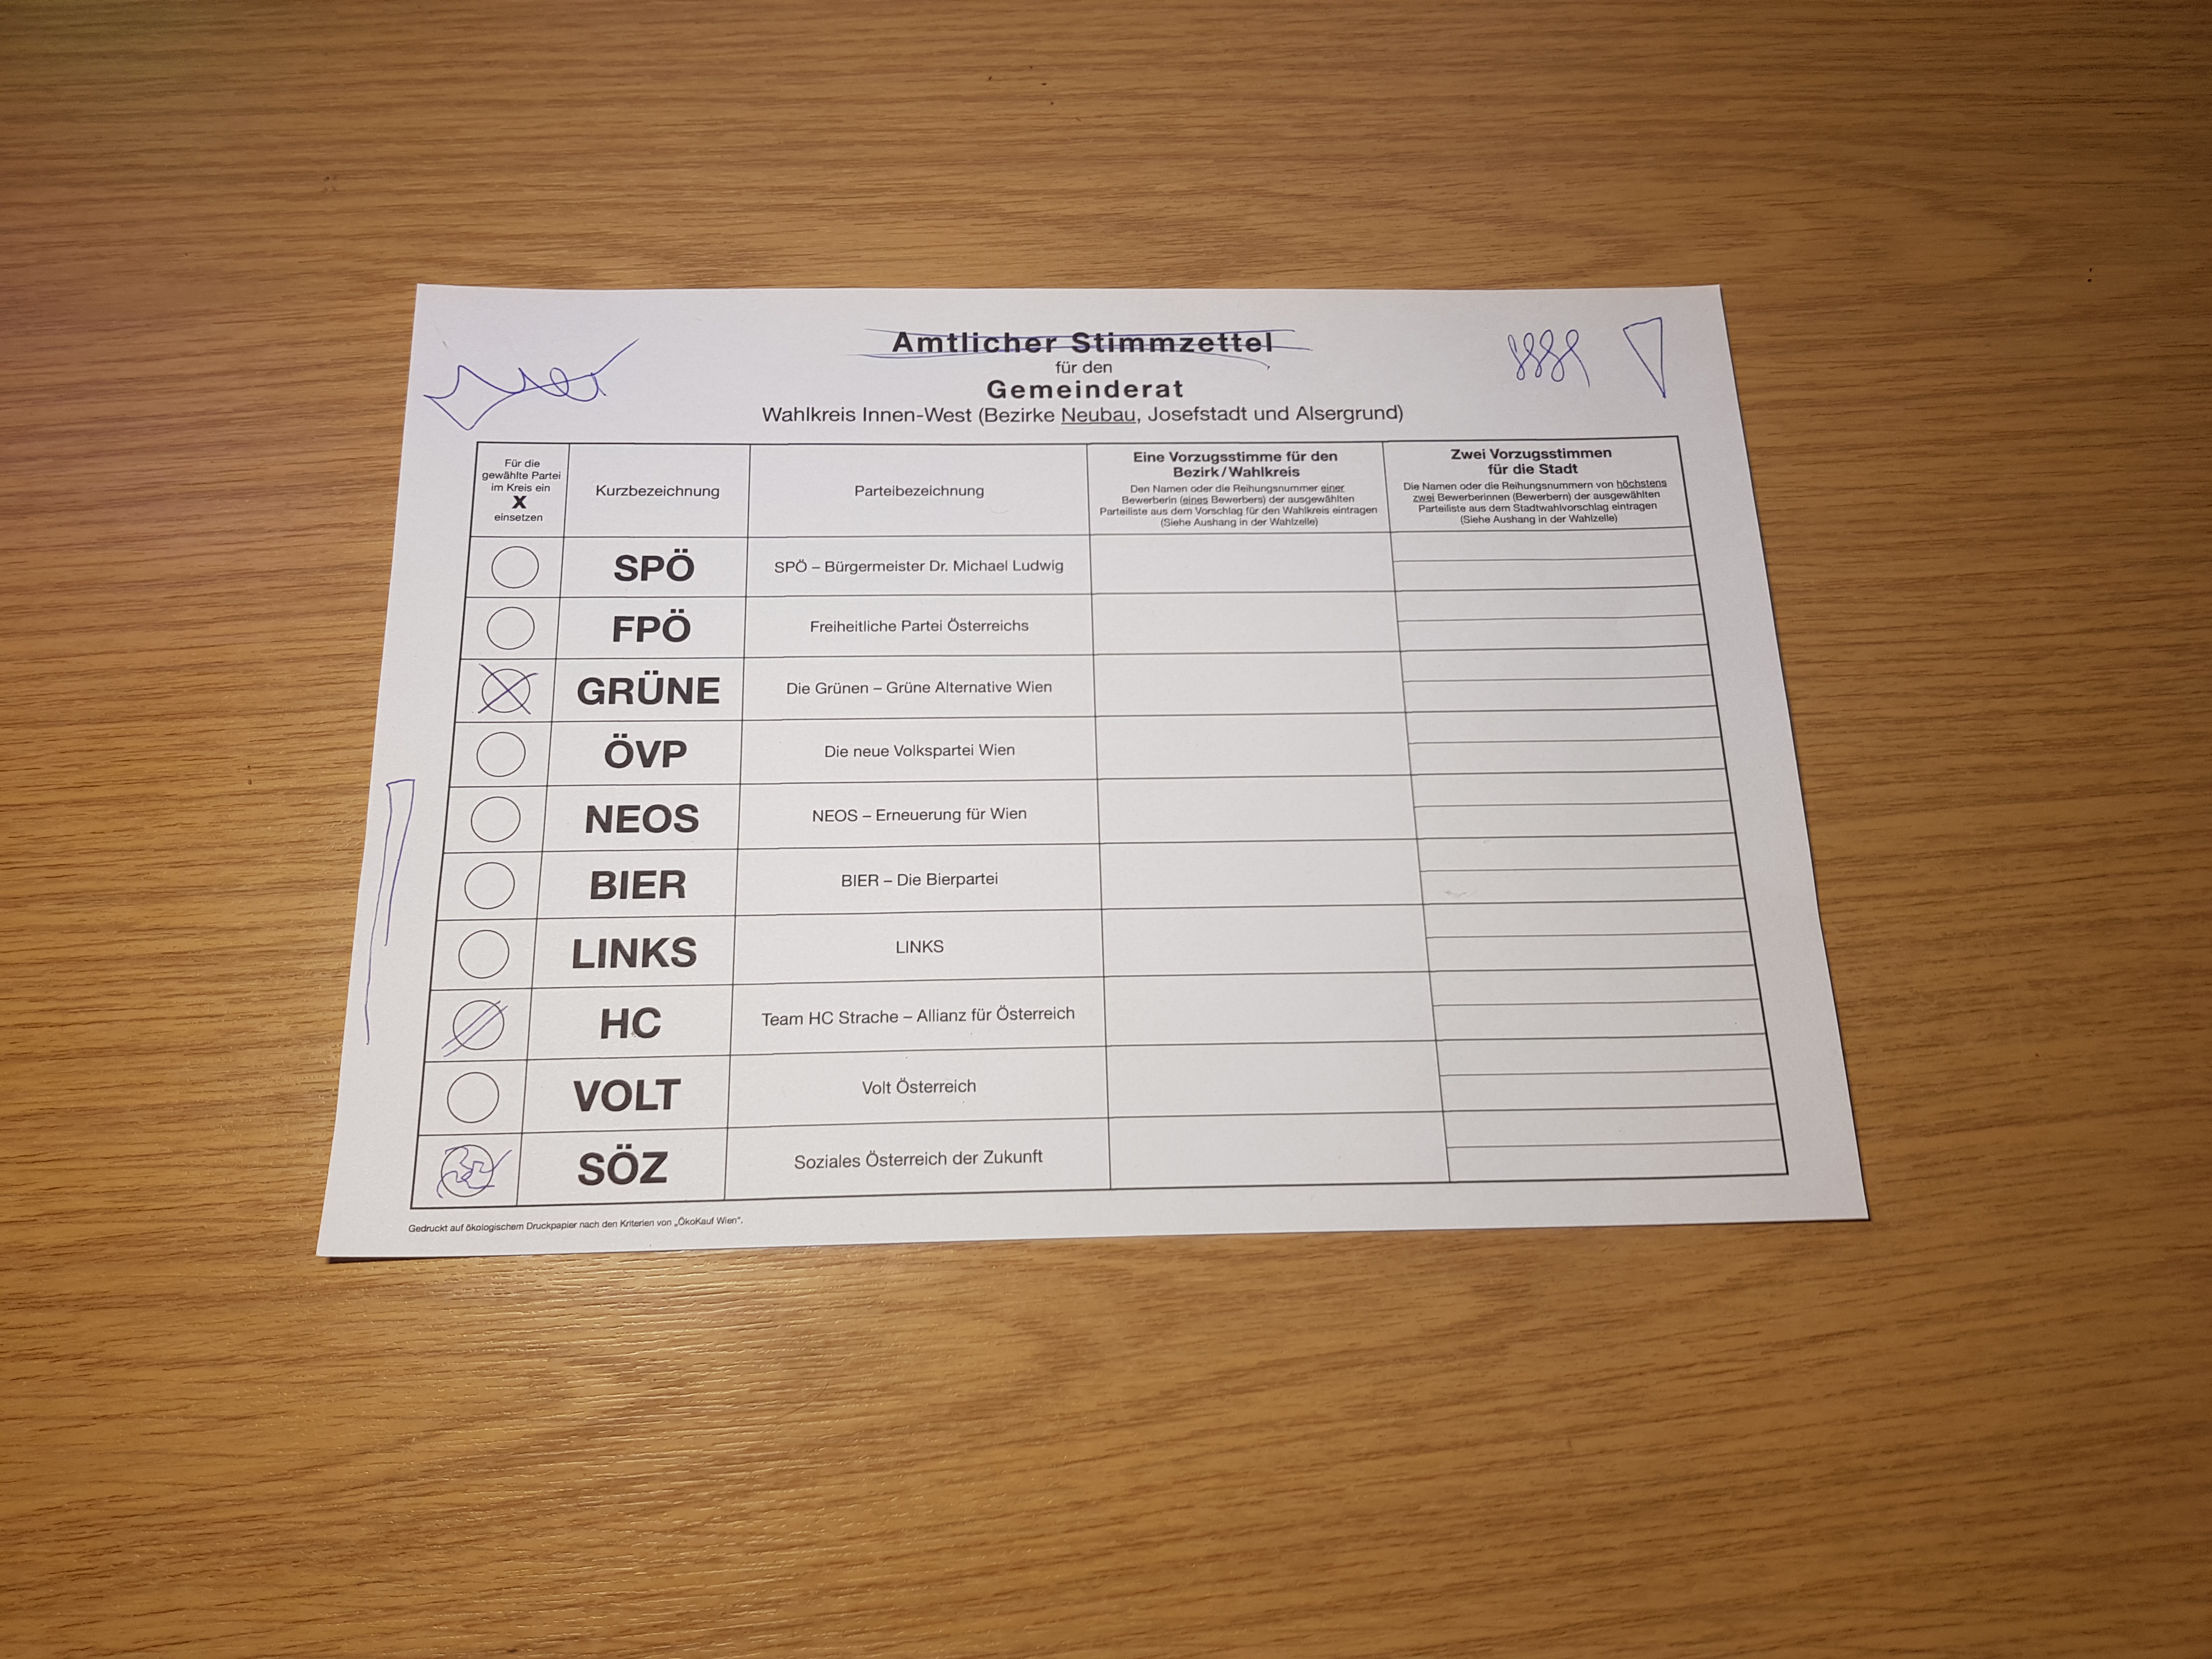 Amtlicher Stimmzettel
für den
Gemeinderat
Wahlkreis Innen-West (Bezirke Neubau, Josefstadt und Alsergrund)
Für die
gewählte Partei
im Kreis ein
X
einsetzen
Kurzbezeichnung
Parteibezeichnung
Eine Vorzugsstimme für den
Bezirk/Wahlkreis
Den Namen oder die Reihungsnummer einer
Bewerberin (eines Bewerbers) der ausgewählten
Parteiliste aus dem Vorschlag für den Wahlkreis eintragen
(Siehe Aushang in der Wahlzelle)
Zwei Vorzugsstimmen
für die Stadt
Die Namen oder die Reihungsnummern von höchstens
zwei Bewerberinnen (Bewerbern) der ausgewählten
Parteiliste aus dem Stadtwahlvorschlag eintragen
(Siehe Aushang in der Wahlzelle)
SPÖ SPÖ – Bürgermeister Dr. Michael Ludwig
FPÖ Freiheitliche Partei Österreichs
GRÜNE Die Grünen – Grüne Alternative Wien
ÖVP Die neue Volkspartei Wien
NEOS NEOS – Erneuerung für Wien
BIER BIER – Die Bierpartei
LINKS LINKS
HC Team HC Strache – Allianz für Österreich
VOLT Volt Österreich
SÖZ Soziales Österreich der Zukunft
Gedruckt auf ökologischem Druckpapier nach den Kriterien von „ÖkoKauf Wien“.